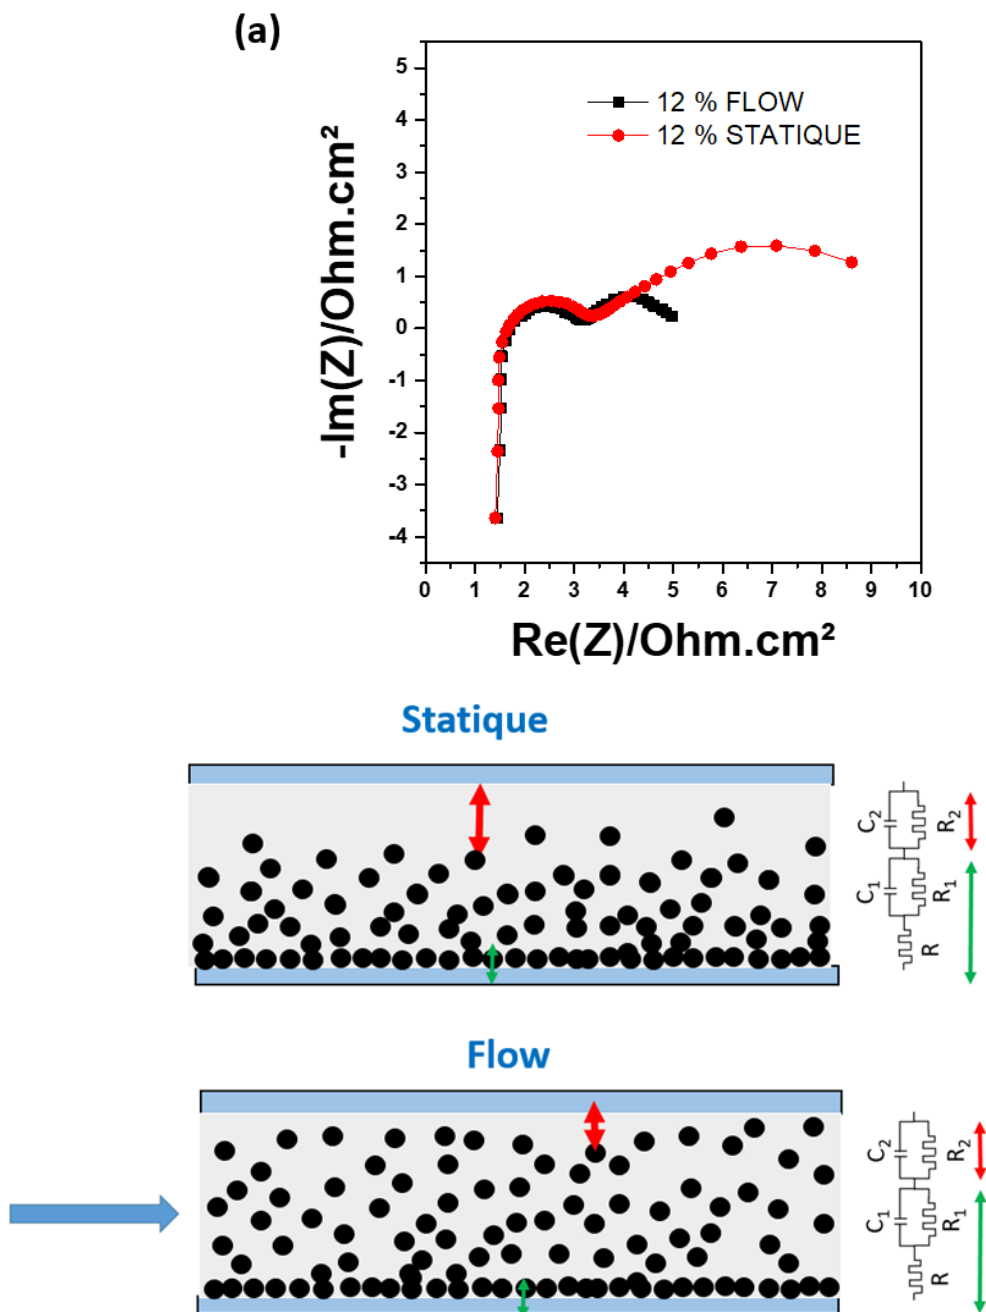 (a)
12 % FLOW
12 % STATIQUE
-Im(Z)/Ohm.cm²
5
4
3
2
1
0
-1
-2
-3
-4
0 1 2 3 4 5 6 7 8 9 10
Re(Z)/Ohm.cm²
Statique
C2
R2
C1
R1
R
Flow
C2
R2
C1
R1
R